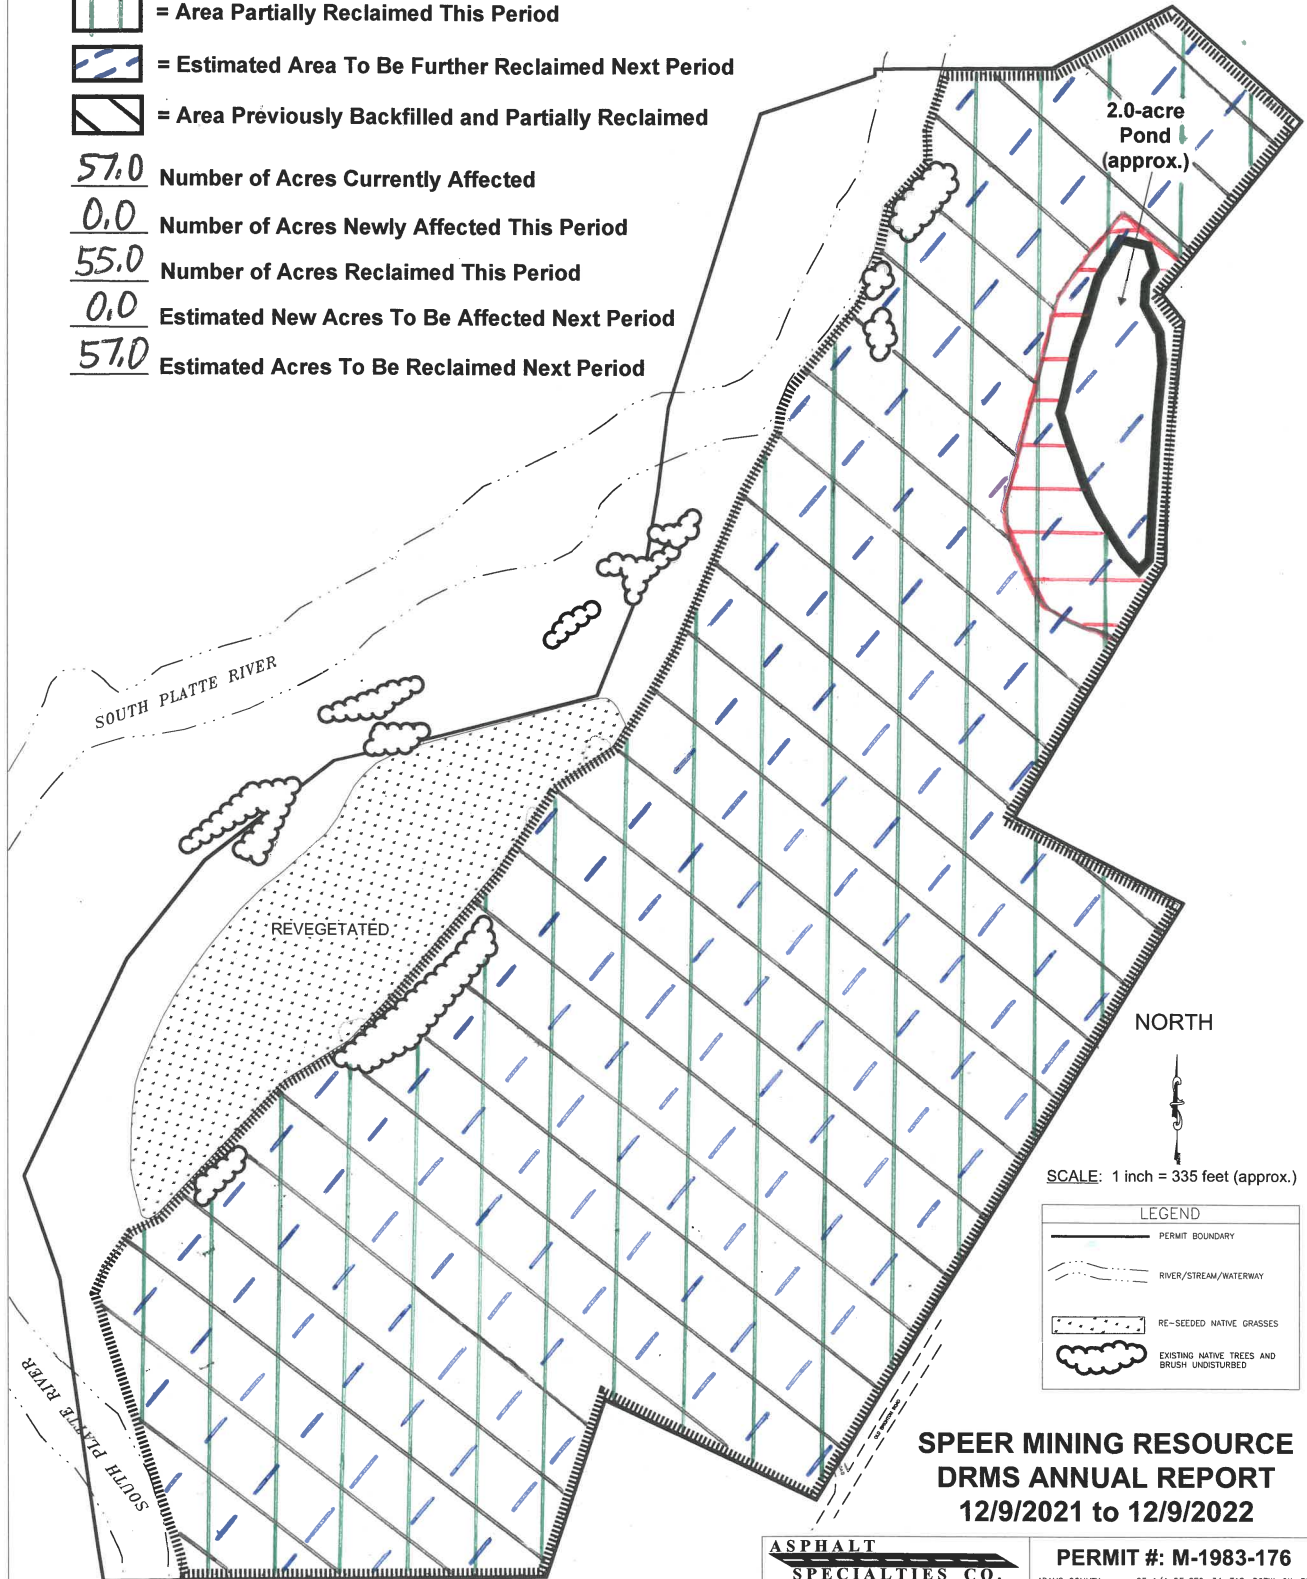 = Area Partially Reclaimed This Period
= Estimated Area To Be Further Reclaimed Next Period
= Area Previously Backfilled and Partially Reclaimed
57.0 Number of Acres Currently Affected
0.0 Number of Acres Newly Affected This Period
55.0 Number of Acres Reclaimed This Period
0.0 Estimated New Acres To Be Affected Next Period
57.0 Estimated Acres To Be Reclaimed Next Period
2.0-acre
Pond
(approx.)
SOUTH PLATTE RIVER
REVEGETATED
NORTH
SCALE: 1 inch = 335 feet (approx.)
LEGEND
PERMIT BOUNDARY
RIVER/STREAM/WATERWAY
RE-SEEDED NATIVE GRASSES
EXISTING NATIVE TREES AND
BRUSH UNDISTURBED
SOUTH PLATTE RIVER
SPEER MINING RESOURCE
DRMS ANNUAL REPORT
12/9/2021 to 12/9/2022
ASPHALT
SPECIALTIES CO.
PERMIT #: M-1983-176